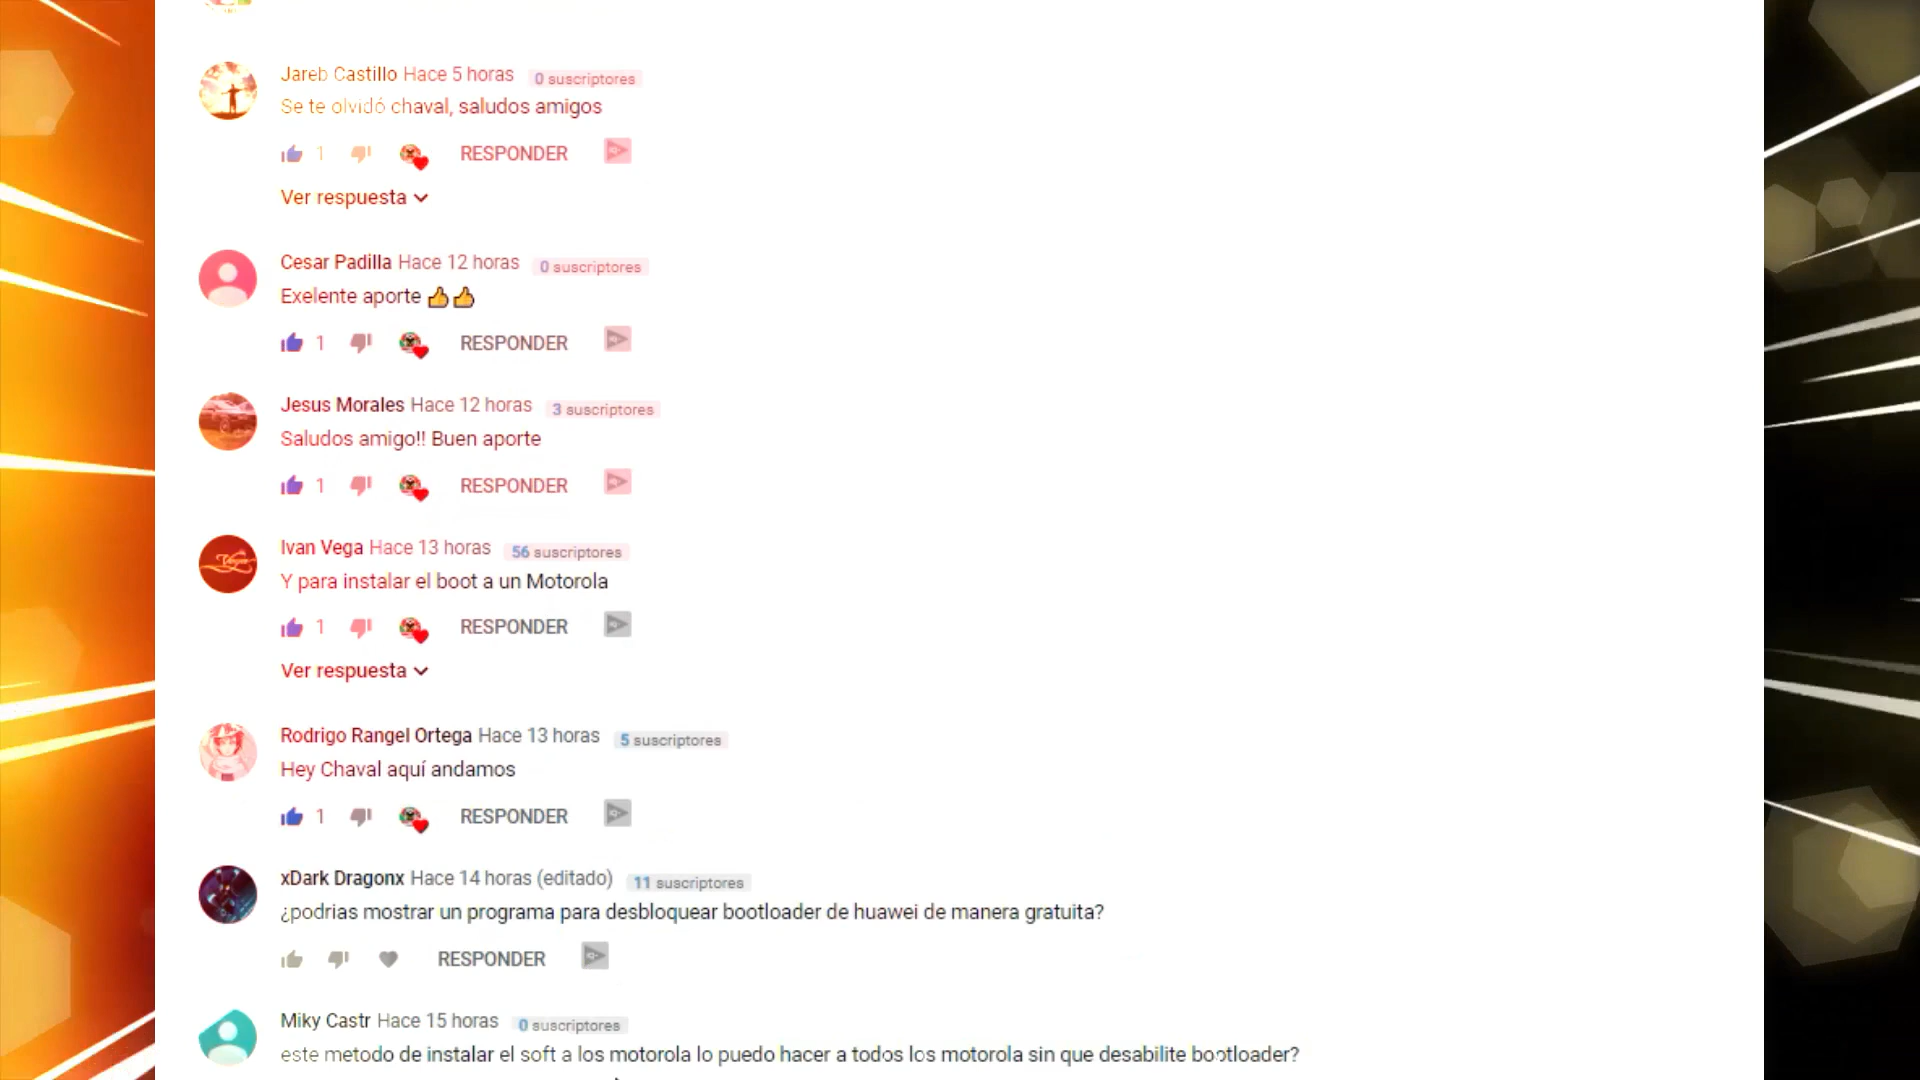 Jareb Castillo Hace 5 horas 0 suscriptores
Se te olvidó chaval, saludos amigos
1 RESPONDER
Ver respuesta
Cesar Padilla Hace 12 horas 0 suscriptores
Exelente aporte 👍👍
1 RESPONDER
Jesus Morales Hace 12 horas 3 suscriptores
Saludos amigo!! Buen aporte
1 RESPONDER
Ivan Vega Hace 13 horas 56 suscriptores
Y para instalar el boot a un Motorola
1 RESPONDER
Ver respuesta
Rodrigo Rangel Ortega Hace 13 horas 5 suscriptores
Hey Chaval aquí andamos
1 RESPONDER
xDark Dragonx Hace 14 horas (editado) 11 suscriptores
¿podrias mostrar un programa para desbloquear bootloader de huawei de manera gratuita?
RESPONDER
Miky Castr Hace 15 horas 0 suscriptores
este metodo de instalar el soft a los motorola lo puedo hacer a todos los motorola sin que desabilite bootloader?